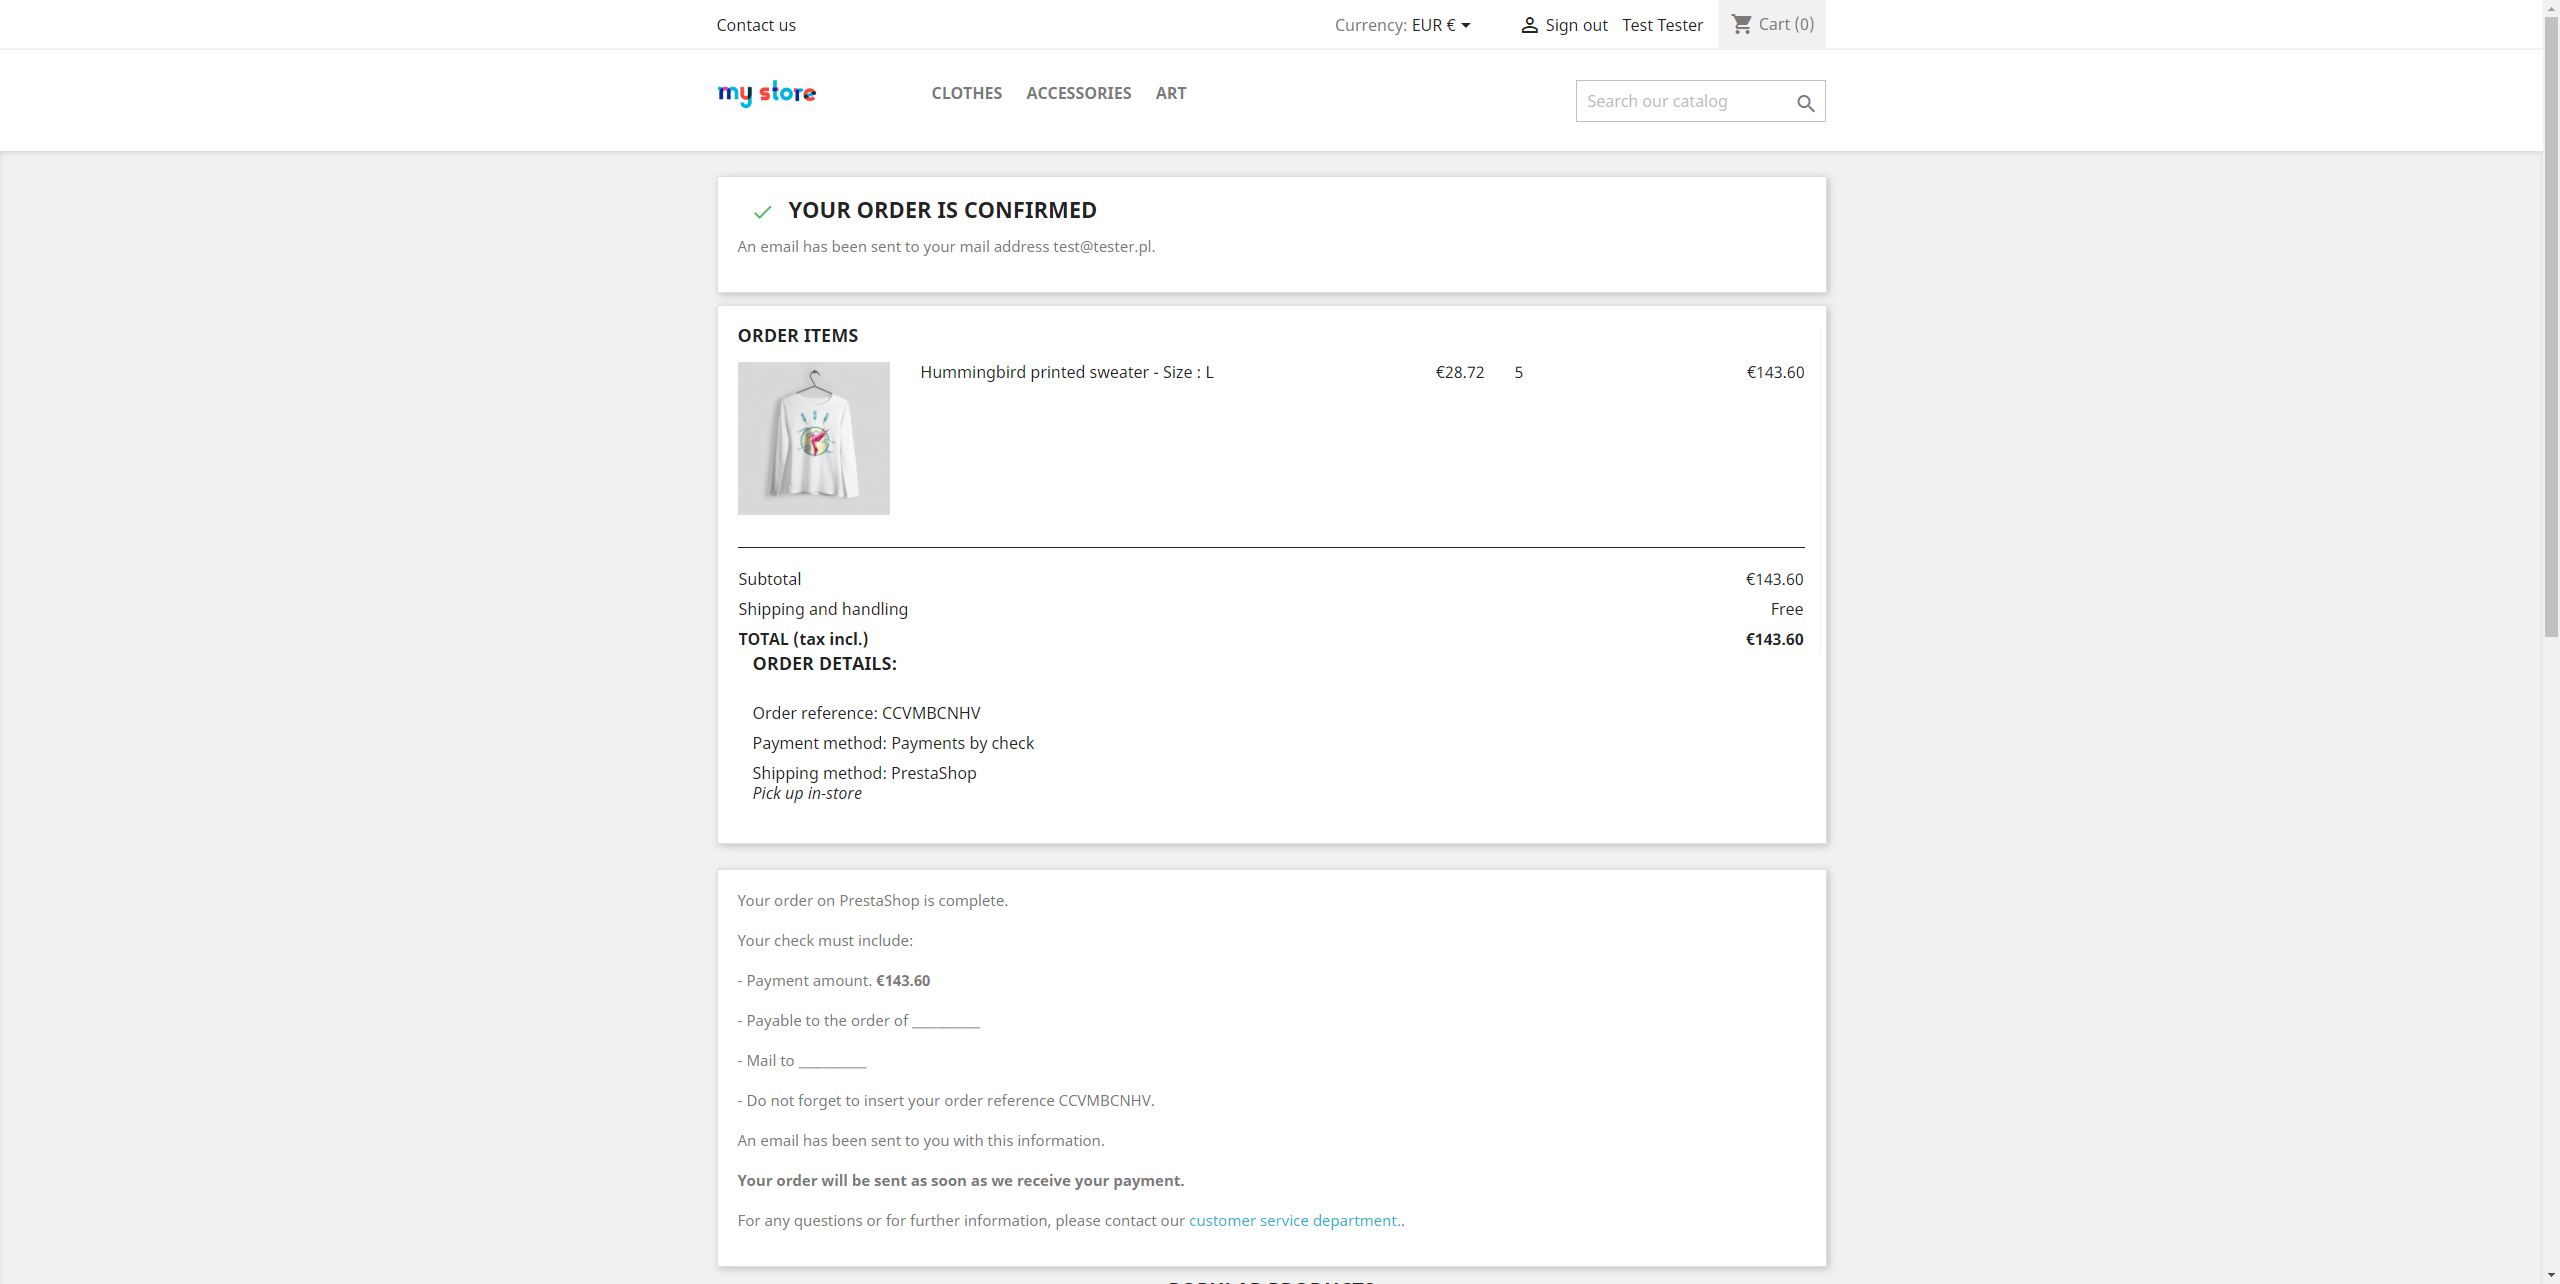 Contact us
Currency: EUR €
Sign out
Test Tester
Cart (0)
my store
CLOTHES
ACCESSORIES
ART
Search our catalog
YOUR ORDER IS CONFIRMED
An email has been sent to your mail address test@tester.pl.
ORDER ITEMS
Hummingbird printed sweater - Size : L €28.72 5 €143.60
Subtotal €143.60
Shipping and handling Free
TOTAL (tax incl.) €143.60
ORDER DETAILS:
Order reference: CCVMBCNHV
Payment method: Payments by check
Shipping method: PrestaShop
Pick up in-store
Your order on PrestaShop is complete.
Your check must include:
- Payment amount. €143.60
- Payable to the order of __________
- Mail to __________
- Do not forget to insert your order reference CCVMBCNHV.
An email has been sent to you with this information.
Your order will be sent as soon as we receive your payment.
For any questions or for further information, please contact our customer service department..
POPULAR PRODUCTS